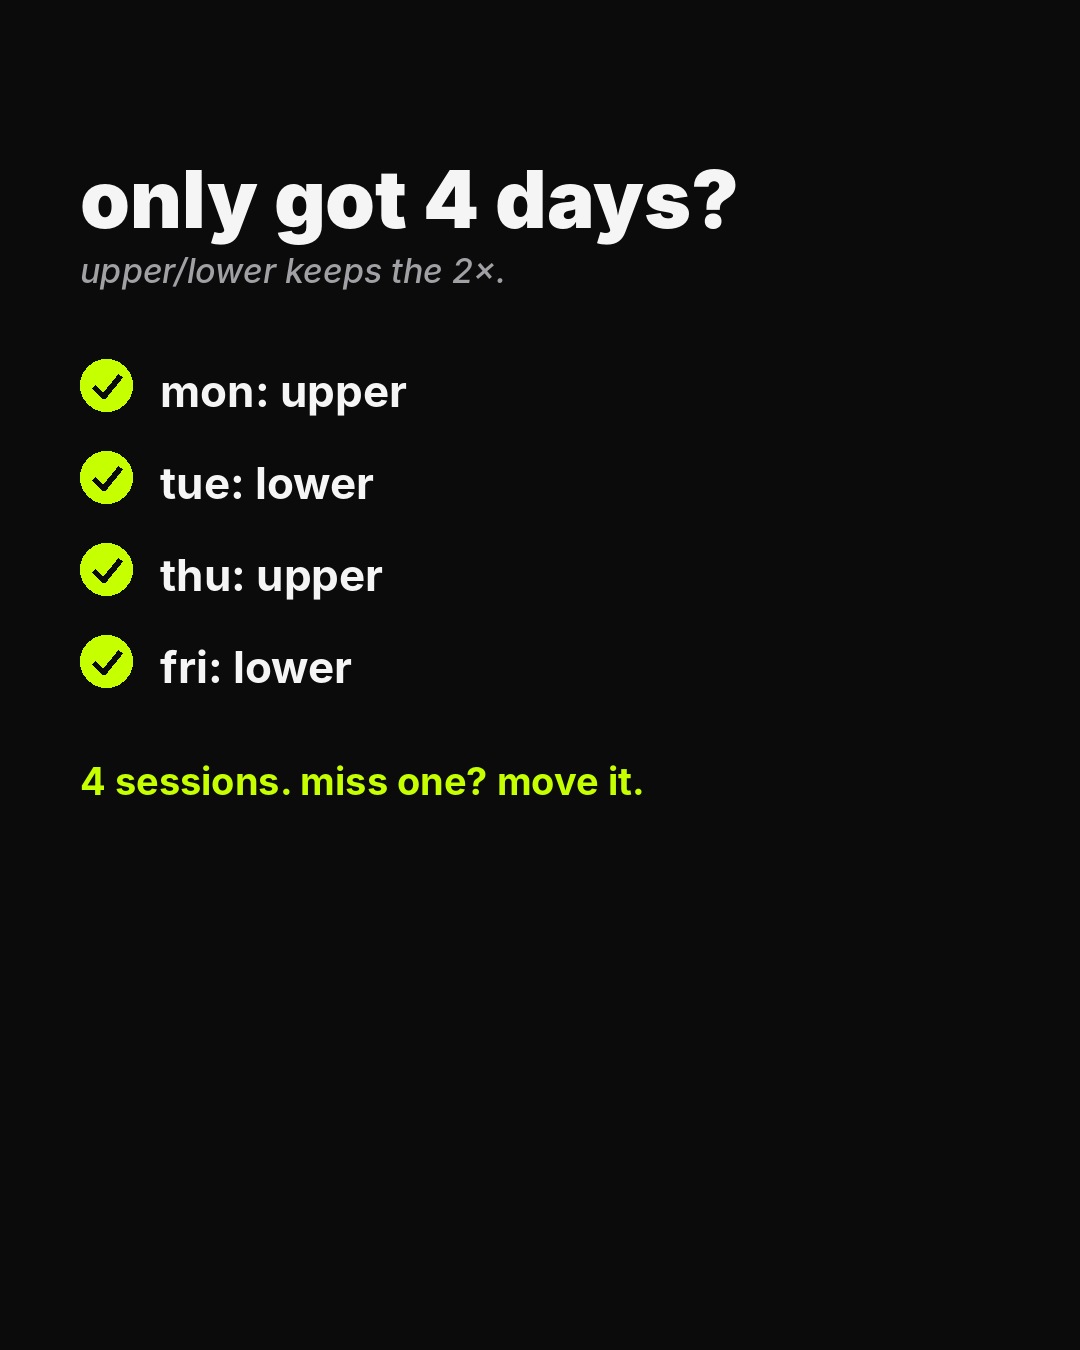 only got 4 days?
upper/lower keeps the 2×.
mon: upper
tue: lower
thu: upper
fri: lower
4 sessions. miss one? move it.